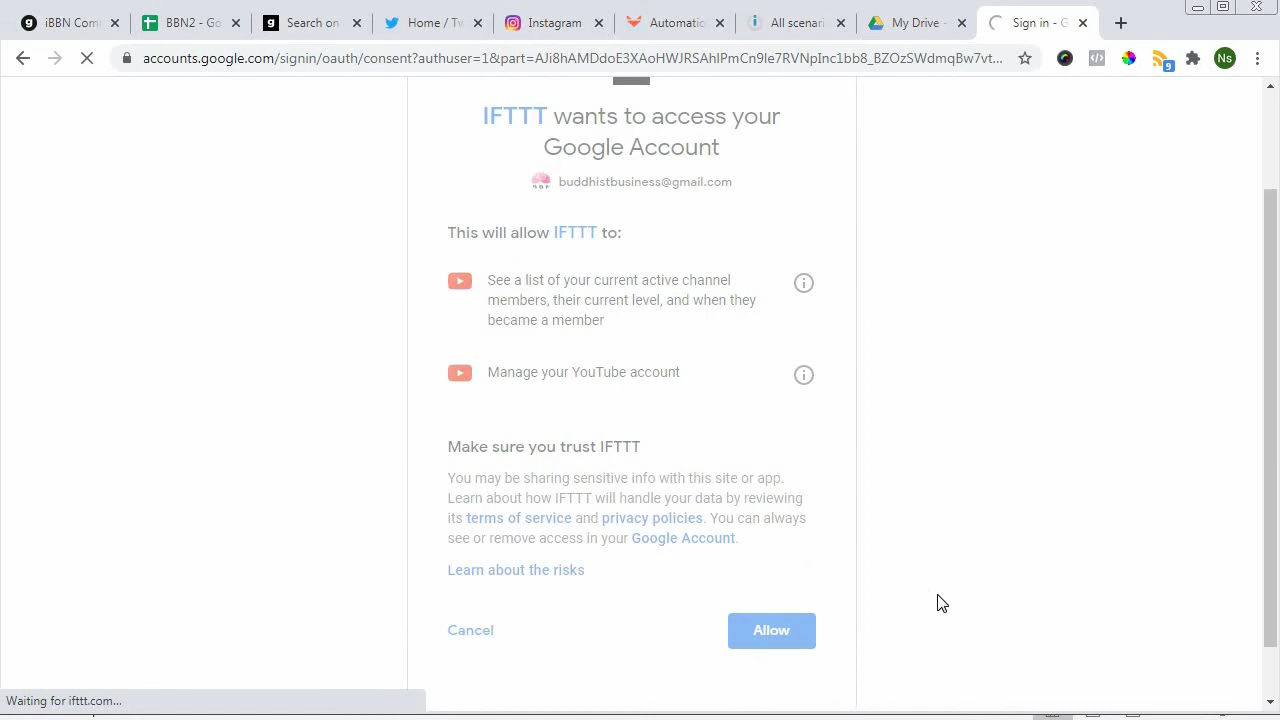 iBBN Com
BBN2 - Go
Search on
Home / Tw
Instagram
Automatic
All scenari
My Drive -
Sign in - G
accounts.google.com/signin/oauth/consent?authuser=1&part=AJi8hAMDdoE3XAoHWJRSAhIPmCn9Ie7RVNpInc1bb8_BZOzSWdmqBw7vt...
9
Ns
IFTTT wants to access your
Google Account
buddhistbusiness@gmail.com
This will allow IFTTT to:
See a list of your current active channel
members, their current level, and when they
became a member
Manage your YouTube account
Make sure you trust IFTTT
You may be sharing sensitive info with this site or app.
Learn about how IFTTT will handle your data by reviewing
its terms of service and privacy policies. You can always
see or remove access in your Google Account.
Learn about the risks
Cancel
Allow
Waiting for ifttt.com...